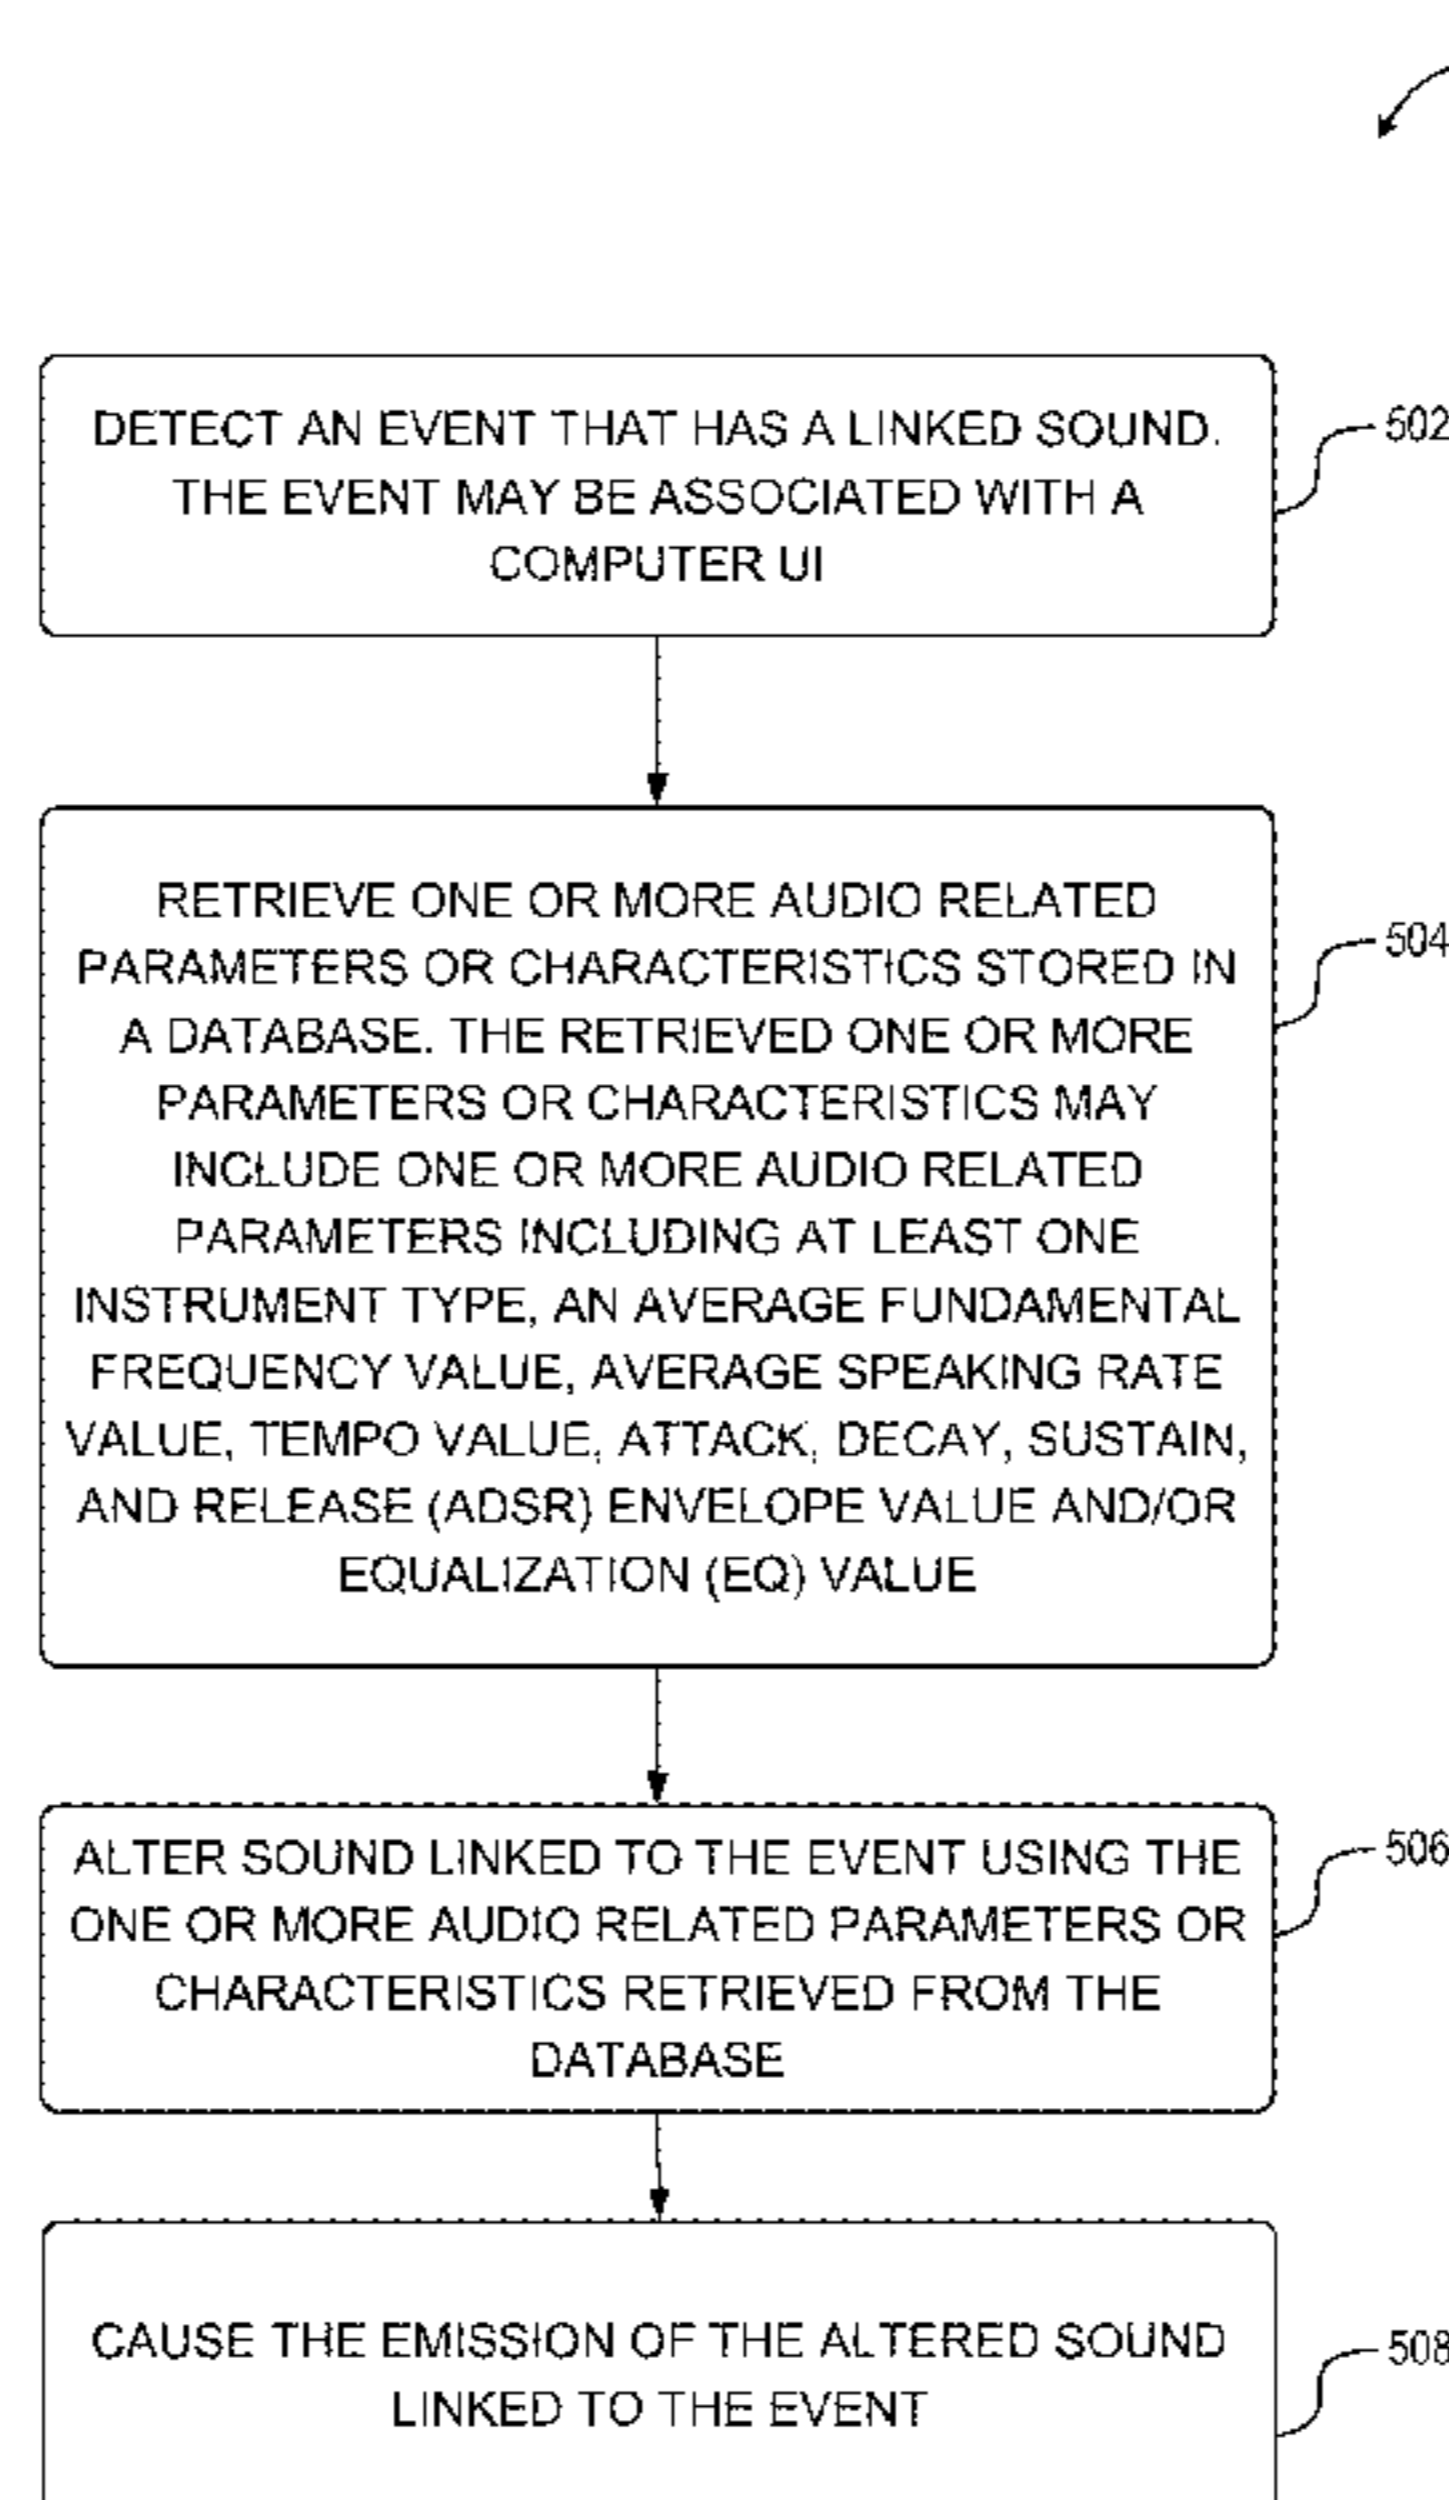 DETECT AN EVENT THAT HAS A LINKED SOUND.
THE EVENT MAY BE ASSOCIATED WITH A
COMPUTER UI
502
RETRIEVE ONE OR MORE AUDIO RELATED
PARAMETERS OR CHARACTERISTICS STORED IN
A DATABASE. THE RETRIEVED ONE OR MORE
PARAMETERS OR CHARACTERISTICS MAY
INCLUDE ONE OR MORE AUDIO RELATED
PARAMETERS INCLUDING AT LEAST ONE
INSTRUMENT TYPE, AN AVERAGE FUNDAMENTAL
FREQUENCY VALUE, AVERAGE SPEAKING RATE
VALUE, TEMPO VALUE, ATTACK, DECAY, SUSTAIN,
AND RELEASE (ADSR) ENVELOPE VALUE AND/OR
EQUALIZATION (EQ) VALUE
504
ALTER SOUND LINKED TO THE EVENT USING THE
ONE OR MORE AUDIO RELATED PARAMETERS OR
CHARACTERISTICS RETRIEVED FROM THE
DATABASE
506
CAUSE THE EMISSION OF THE ALTERED SOUND
LINKED TO THE EVENT
508